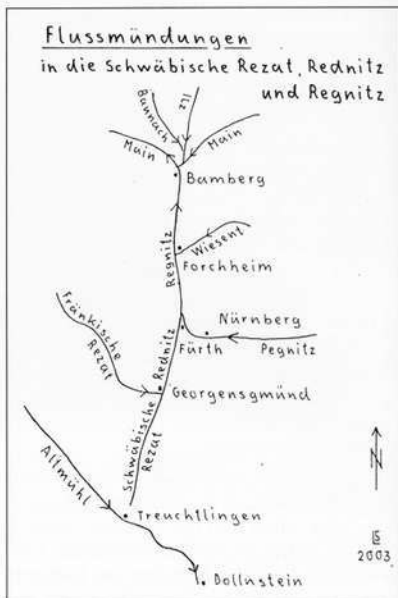 Flussmündungen
in die Schwäbische Rezat, Rednitz
und Regnitz
Baunach
Itz
Main
Main
Bamberg
Regnitz
Wiesent
Forchheim
Fränkische
Rezat
Rednitz
Nürnberg
Fürth
Pegnitz
Georgensgmünd
Schwäbische
Rezat
Altmühl
Treuchtlingen
N
Dollnstein
LS
2003